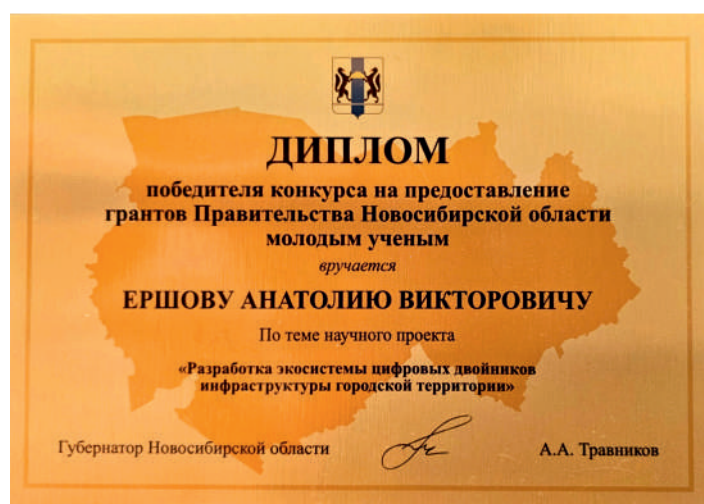 ДИПЛОМ
победителя конкурса на предоставление
грантов Правительства Новосибирской области
молодым ученым
вручается
ЕРШОВУ АНАТОЛИЮ ВИКТОРОВИЧУ
По теме научного проекта
«Разработка экосистемы цифровых двойников
инфраструктуры городской территории»
Губернатор Новосибирской области А.А. Травников